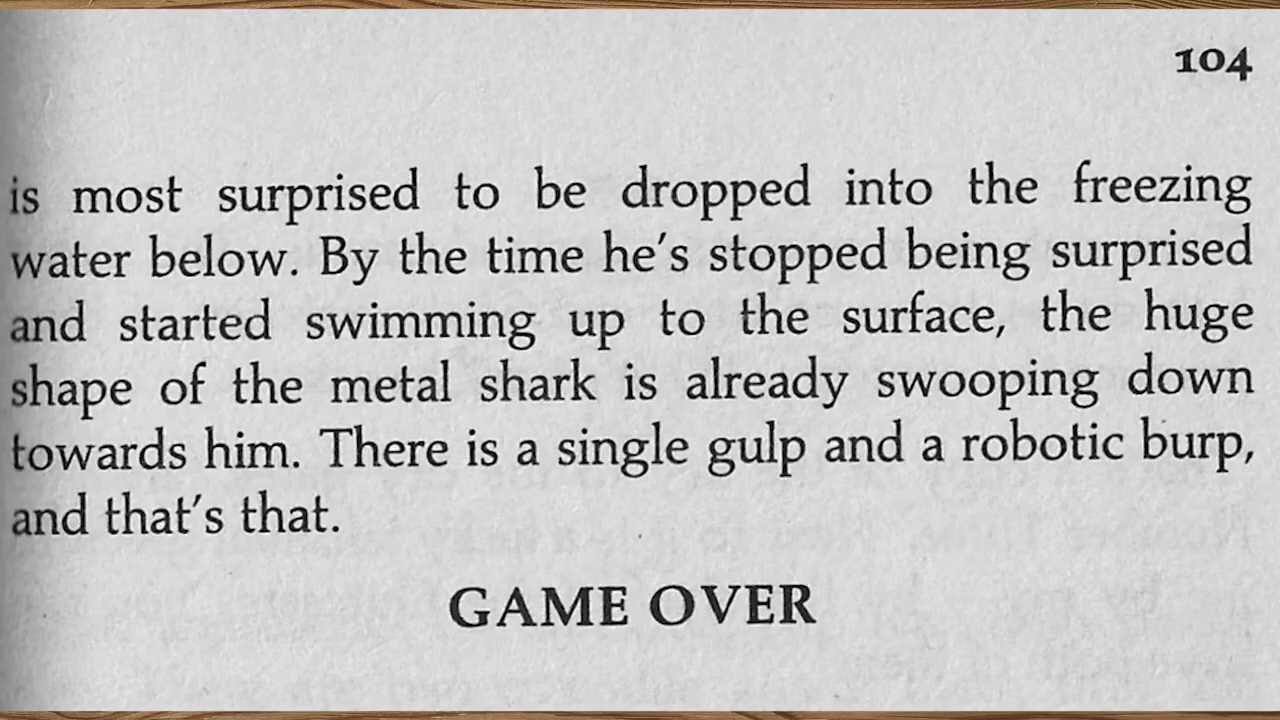 104
is most surprised to be dropped into the freezing
water below. By the time he's stopped being surprised
and started swimming up to the surface, the huge
shape of the metal shark is already swooping down
towards him. There is a single gulp and a robotic burp,
and that's that.
GAME OVER